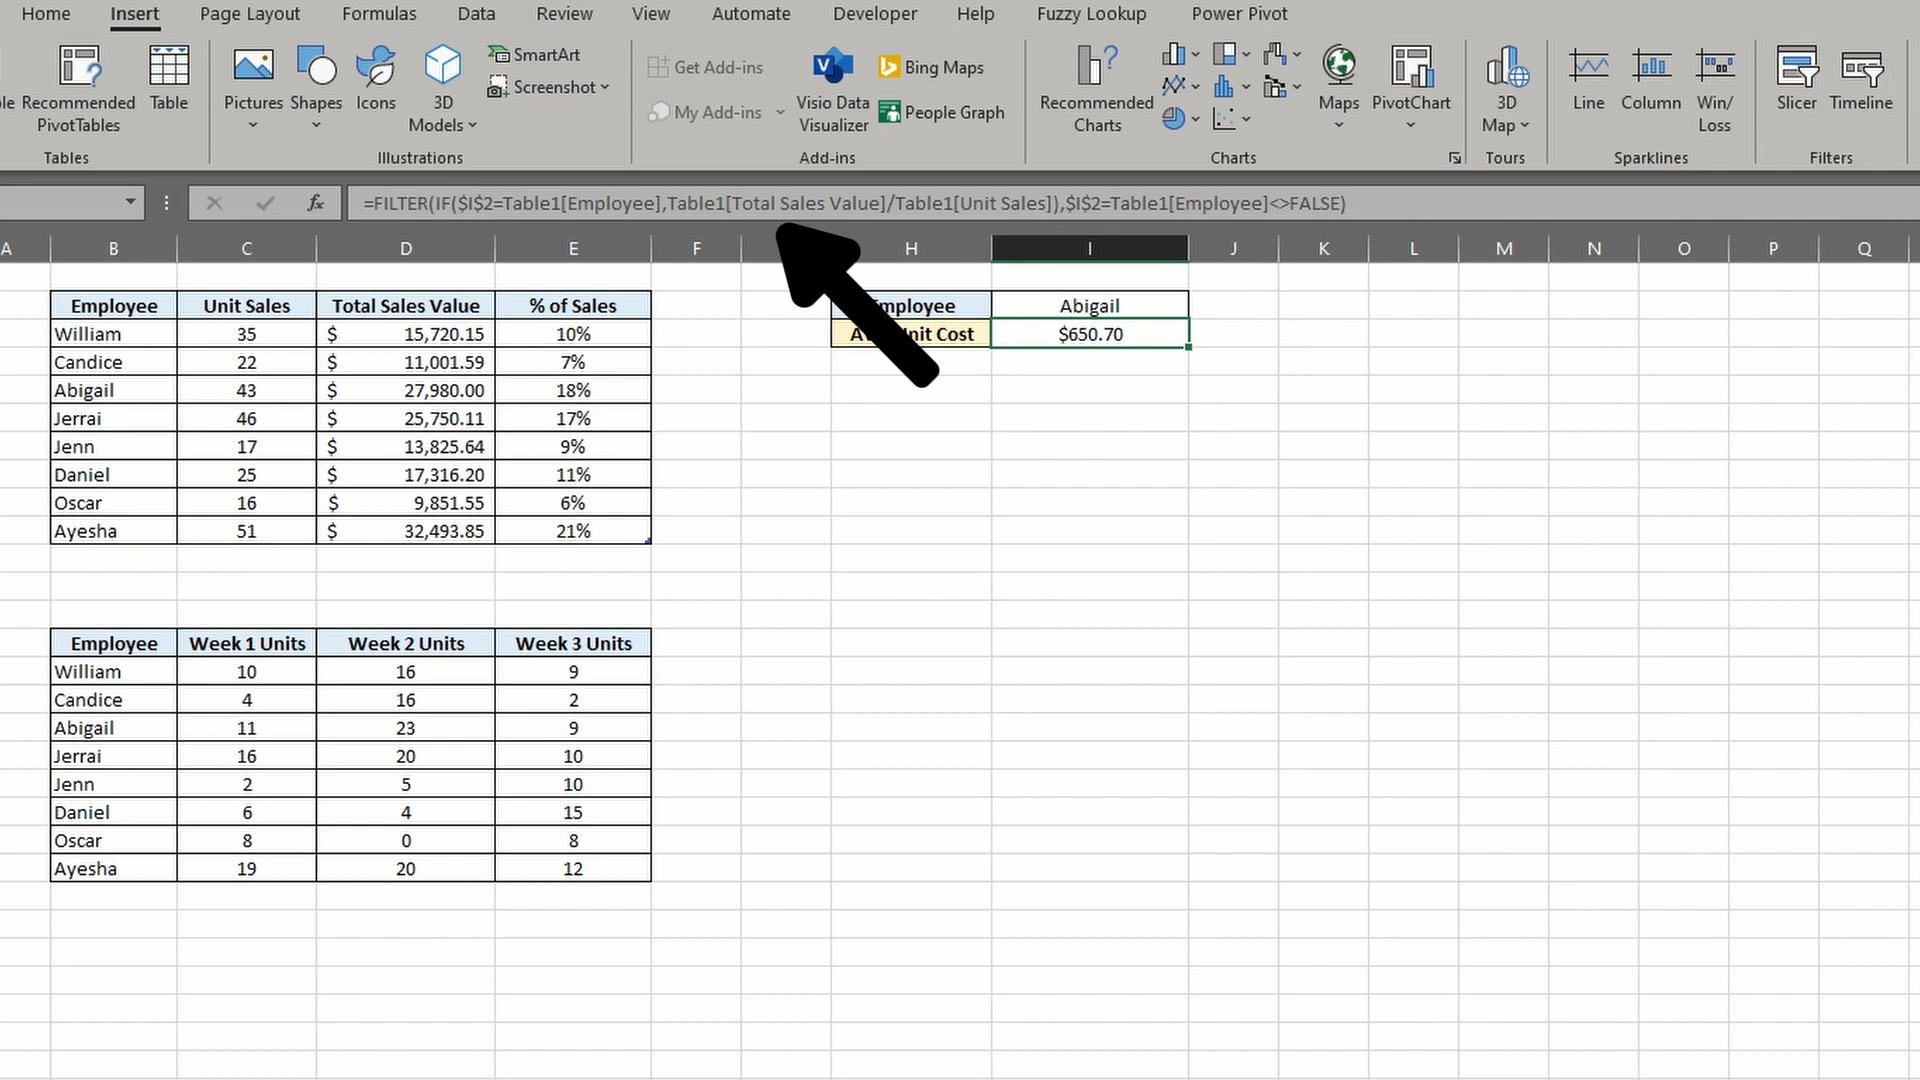 Home Insert Page Layout Formulas Data Review View Automate Developer Help Fuzzy Lookup Power Pivot
Recommended PivotTables
Table
Tables
Pictures
Shapes
Icons
3D Models
SmartArt
Screenshot
Illustrations
Get Add-ins
My Add-ins
Visio Data Visualizer
Bing Maps
People Graph
Add-ins
Recommended Charts
Maps
PivotChart
Charts
3D Map
Tours
Line
Column
Win/Loss
Sparklines
Slicer
Timeline
Filters
fx =FILTER(IF($I$2=Table1[Employee],Table1[Total Sales Value]/Table1[Unit Sales]),$I$2=Table1[Employee]<>FALSE)
A B C D E F H I J K L M N O P Q
Employee Unit Sales Total Sales Value % of Sales
William 35 $ 15,720.15 10%
Candice 22 $ 11,001.59 7%
Abigail 43 $ 27,980.00 18%
Jerrai 46 $ 25,750.11 17%
Jenn 17 $ 13,825.64 9%
Daniel 25 $ 17,316.20 11%
Oscar 16 $ 9,851.55 6%
Ayesha 51 $ 32,493.85 21%
Employee Abigail
Unit Cost $650.70
Employee Week 1 Units Week 2 Units Week 3 Units
William 10 16 9
Candice 4 16 2
Abigail 11 23 9
Jerrai 16 20 10
Jenn 2 5 10
Daniel 6 4 15
Oscar 8 0 8
Ayesha 19 20 12